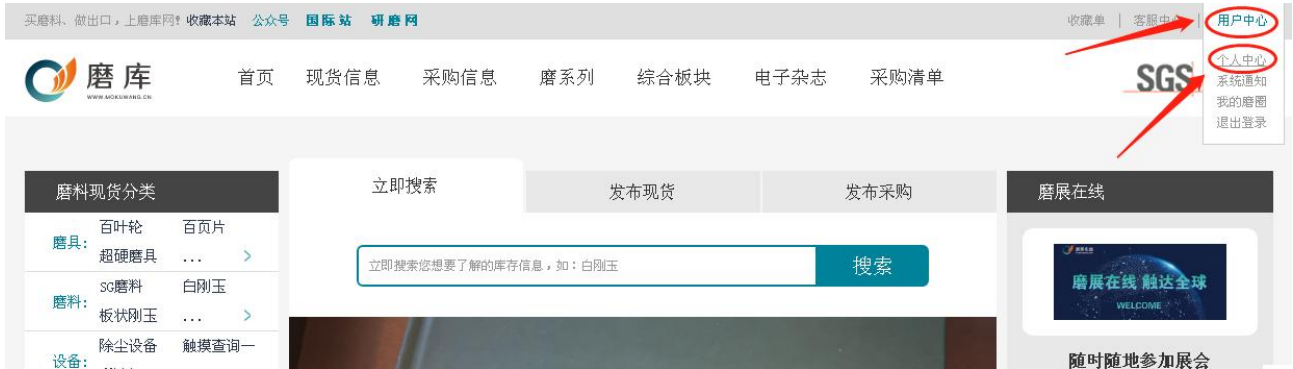 买磨料、做出口，上磨库网! 收藏本站 公众号 国际站 研磨网
收藏单 | 客服中心 | 用户中心
个人中心
系统通知
我的磨圈
退出登录
磨库
WWW.MOKUWANG.CN
首页 现货信息 采购信息 磨系列 综合板块 电子杂志 采购清单
SGS
磨料现货分类
磨具: 百叶轮 百页片
超硬磨具 ... >
磨料: SG磨料 白刚玉
板状刚玉 ... >
设备: 除尘设备 触摸查询一
立即搜索 发布现货 发布采购
立即搜索您想要了解的库存信息，如：白刚玉 搜索
磨展在线
磨展在线 触达全球
WELCOME
随时随地参加展会